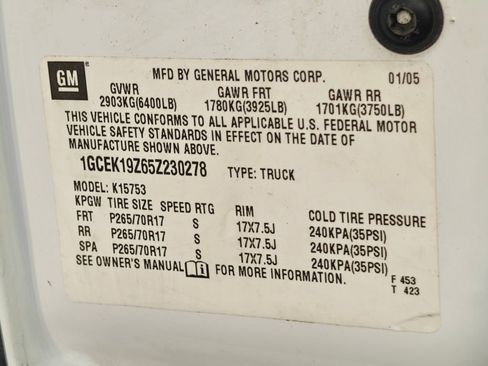 GM
MFD BY GENERAL MOTORS CORP. 01/05
GVWR GAWR FRT GAWR RR
2903KG(6400LB) 1780KG(3925LB) 1701KG(3750LB)
THIS VEHICLE CONFORMS TO ALL APPLICABLE U.S. FEDERAL MOTOR
VEHICLE SAFETY STANDARDS IN EFFECT ON THE DATE OF
MANUFACTURE SHOWN ABOVE.
1GCEK19Z65Z230278 TYPE: TRUCK
MODEL: K15753
KPGW TIRE SIZE SPEED RTG RIM COLD TIRE PRESSURE
FRT P265/70R17 S 17X7.5J 240KPA(35PSI)
RR P265/70R17 S 17X7.5J 240KPA(35PSI)
SPA P265/70R17 S 17X7.5J 240KPA(35PSI)
SEE OWNER'S MANUAL FOR MORE INFORMATION.
F 453
T 423